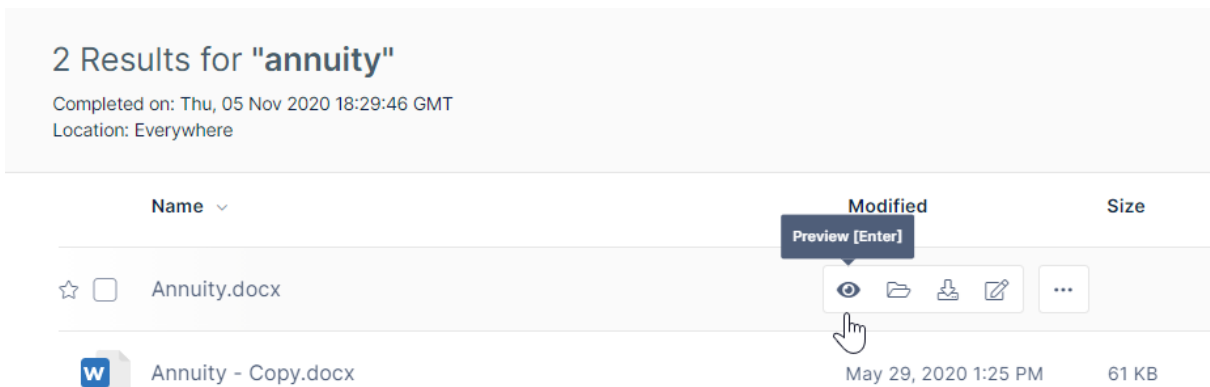 2 Results for "annuity"
Completed on: Thu, 05 Nov 2020 18:29:46 GMT
Location: Everywhere
Name Modified Size
Preview [Enter]
Annuity.docx
W Annuity - Copy.docx May 29, 2020 1:25 PM 61 KB